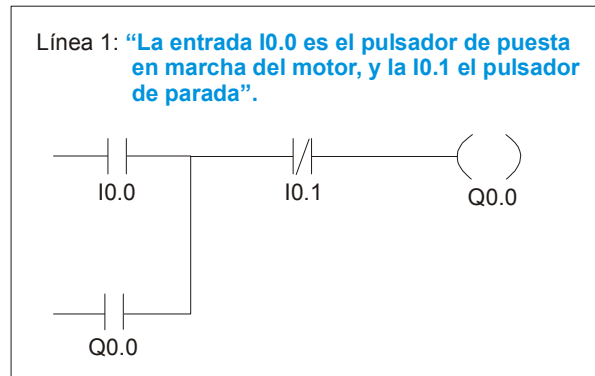 Línea 1: “La entrada I0.0 es el pulsador de puesta
en marcha del motor, y la I0.1 el pulsador
de parada”.
I0.0
I0.1
Q0.0
Q0.0